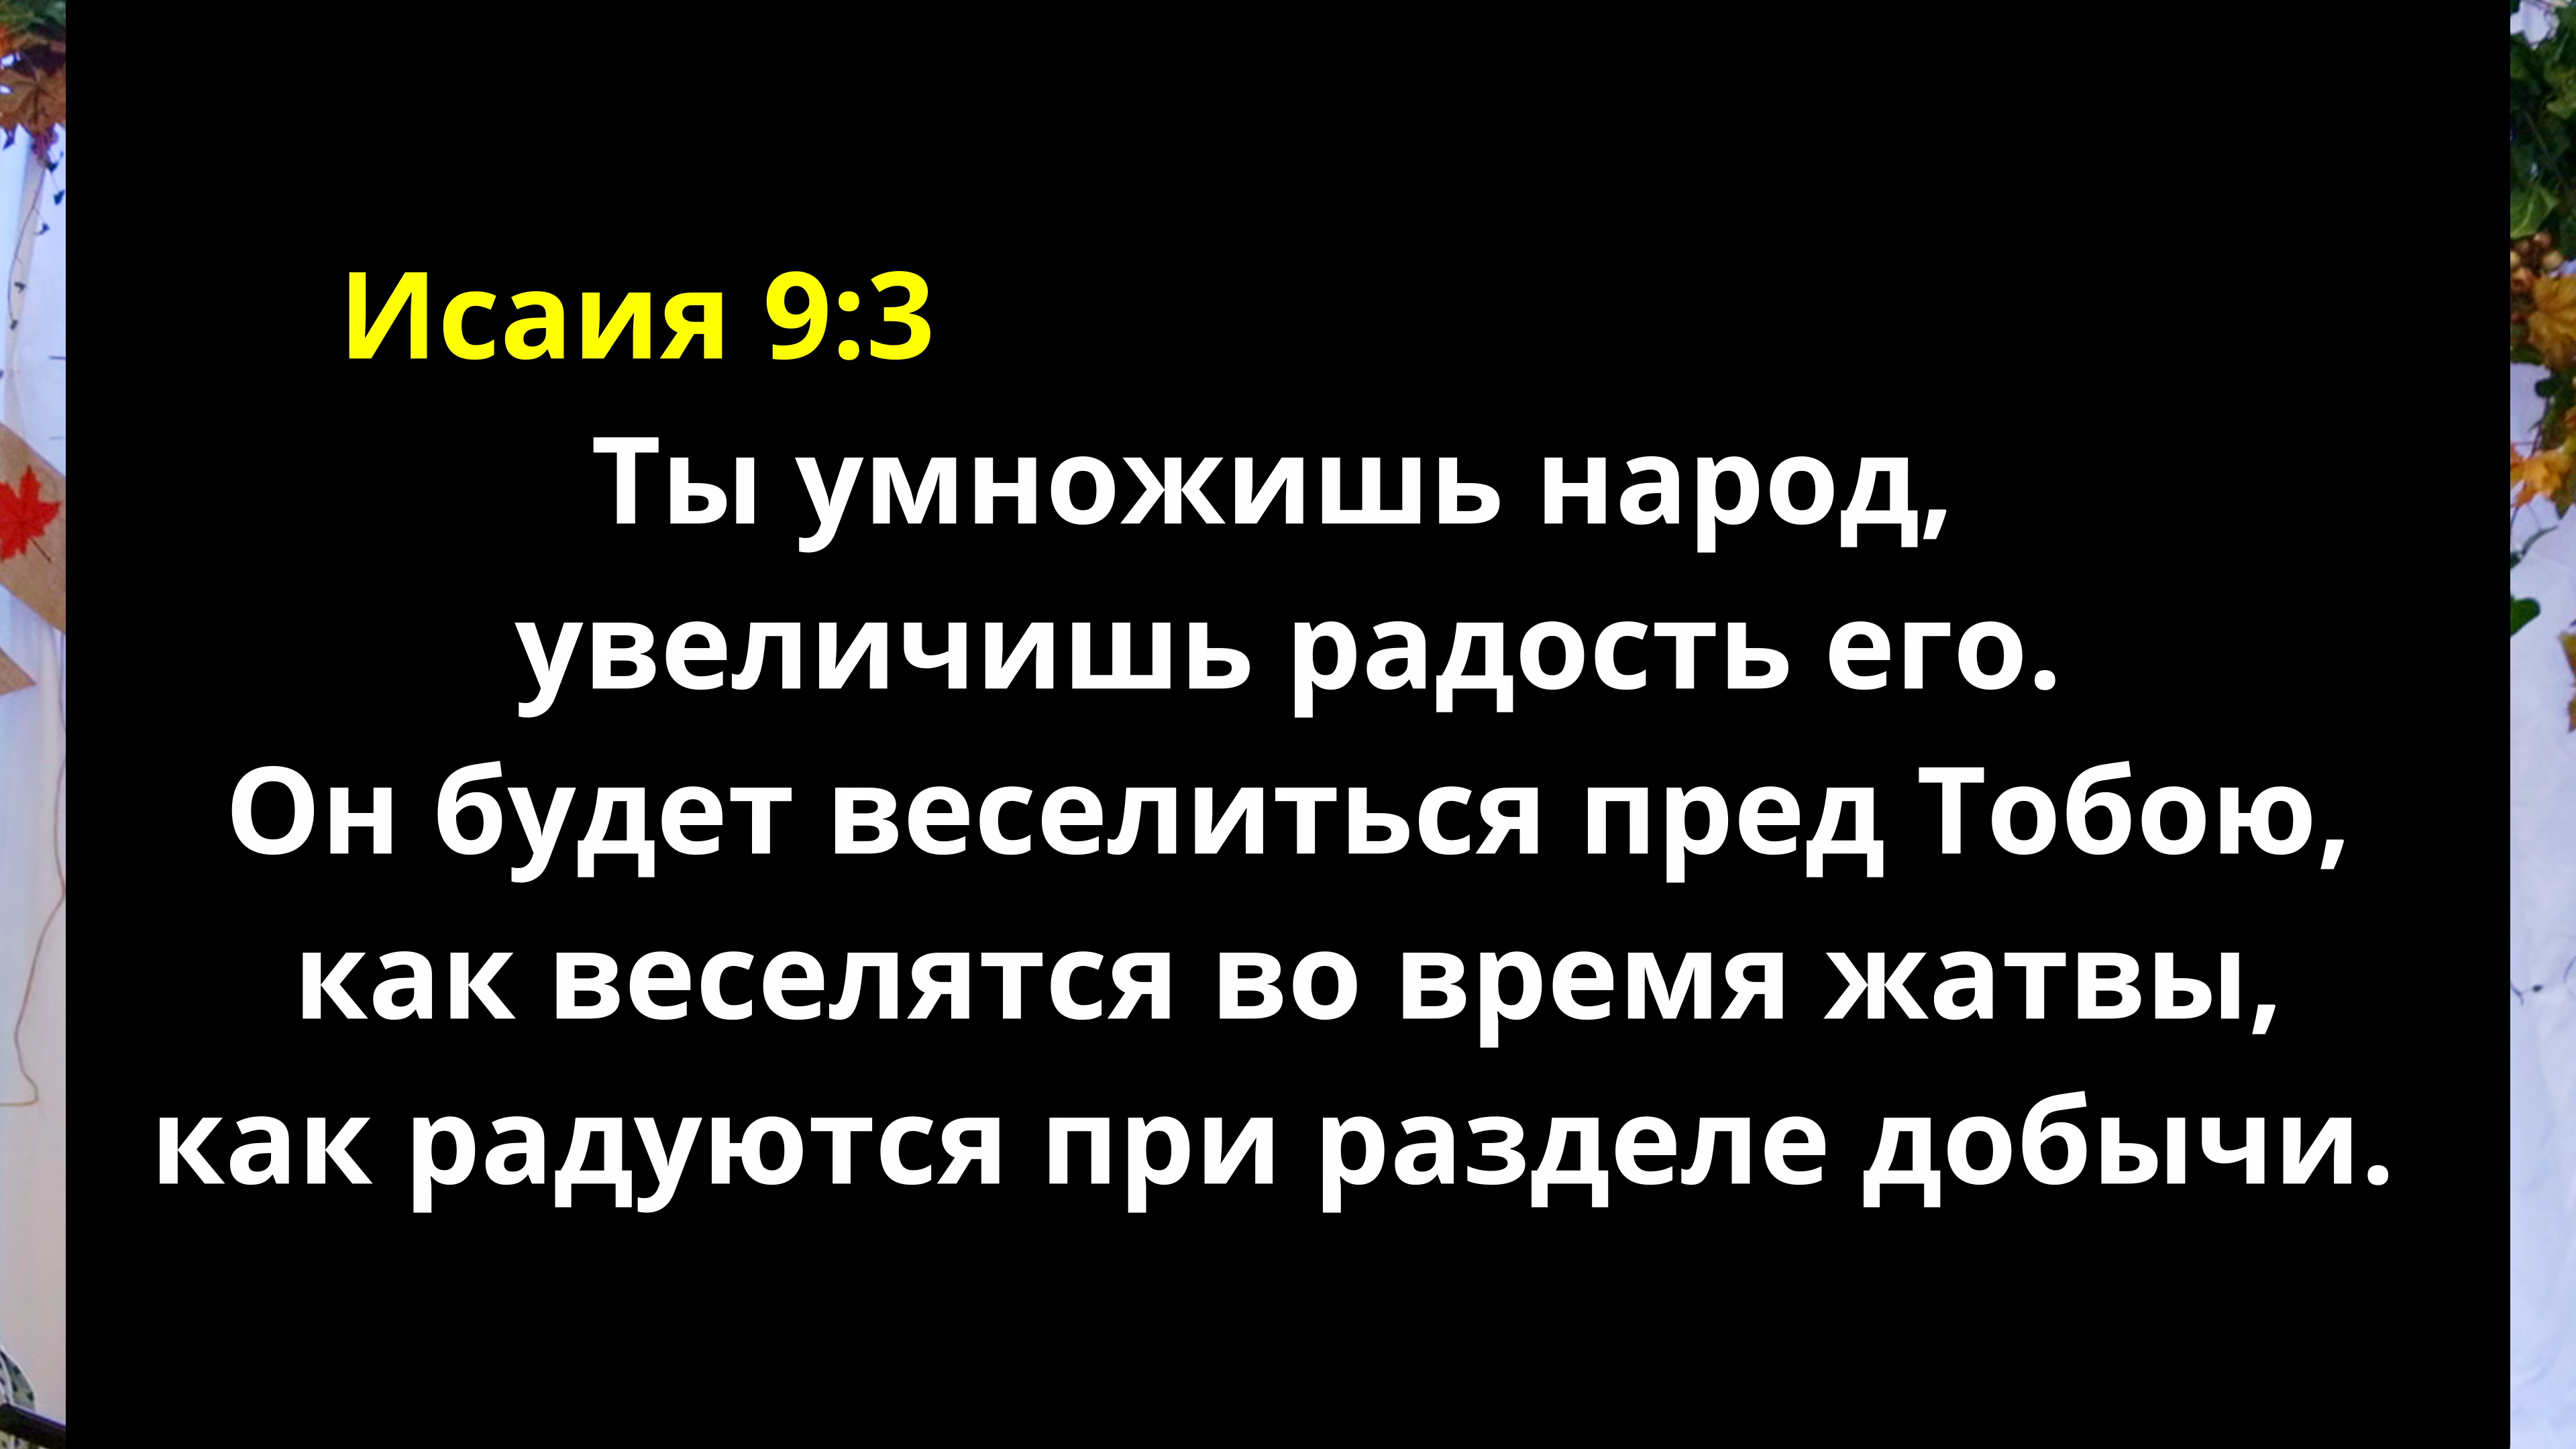 Исаия 9:3
Ты умножишь народ,
увеличишь радость его.
Он будет веселиться пред Тобою,
как веселятся во время жатвы,
как радуются при разделе добычи.